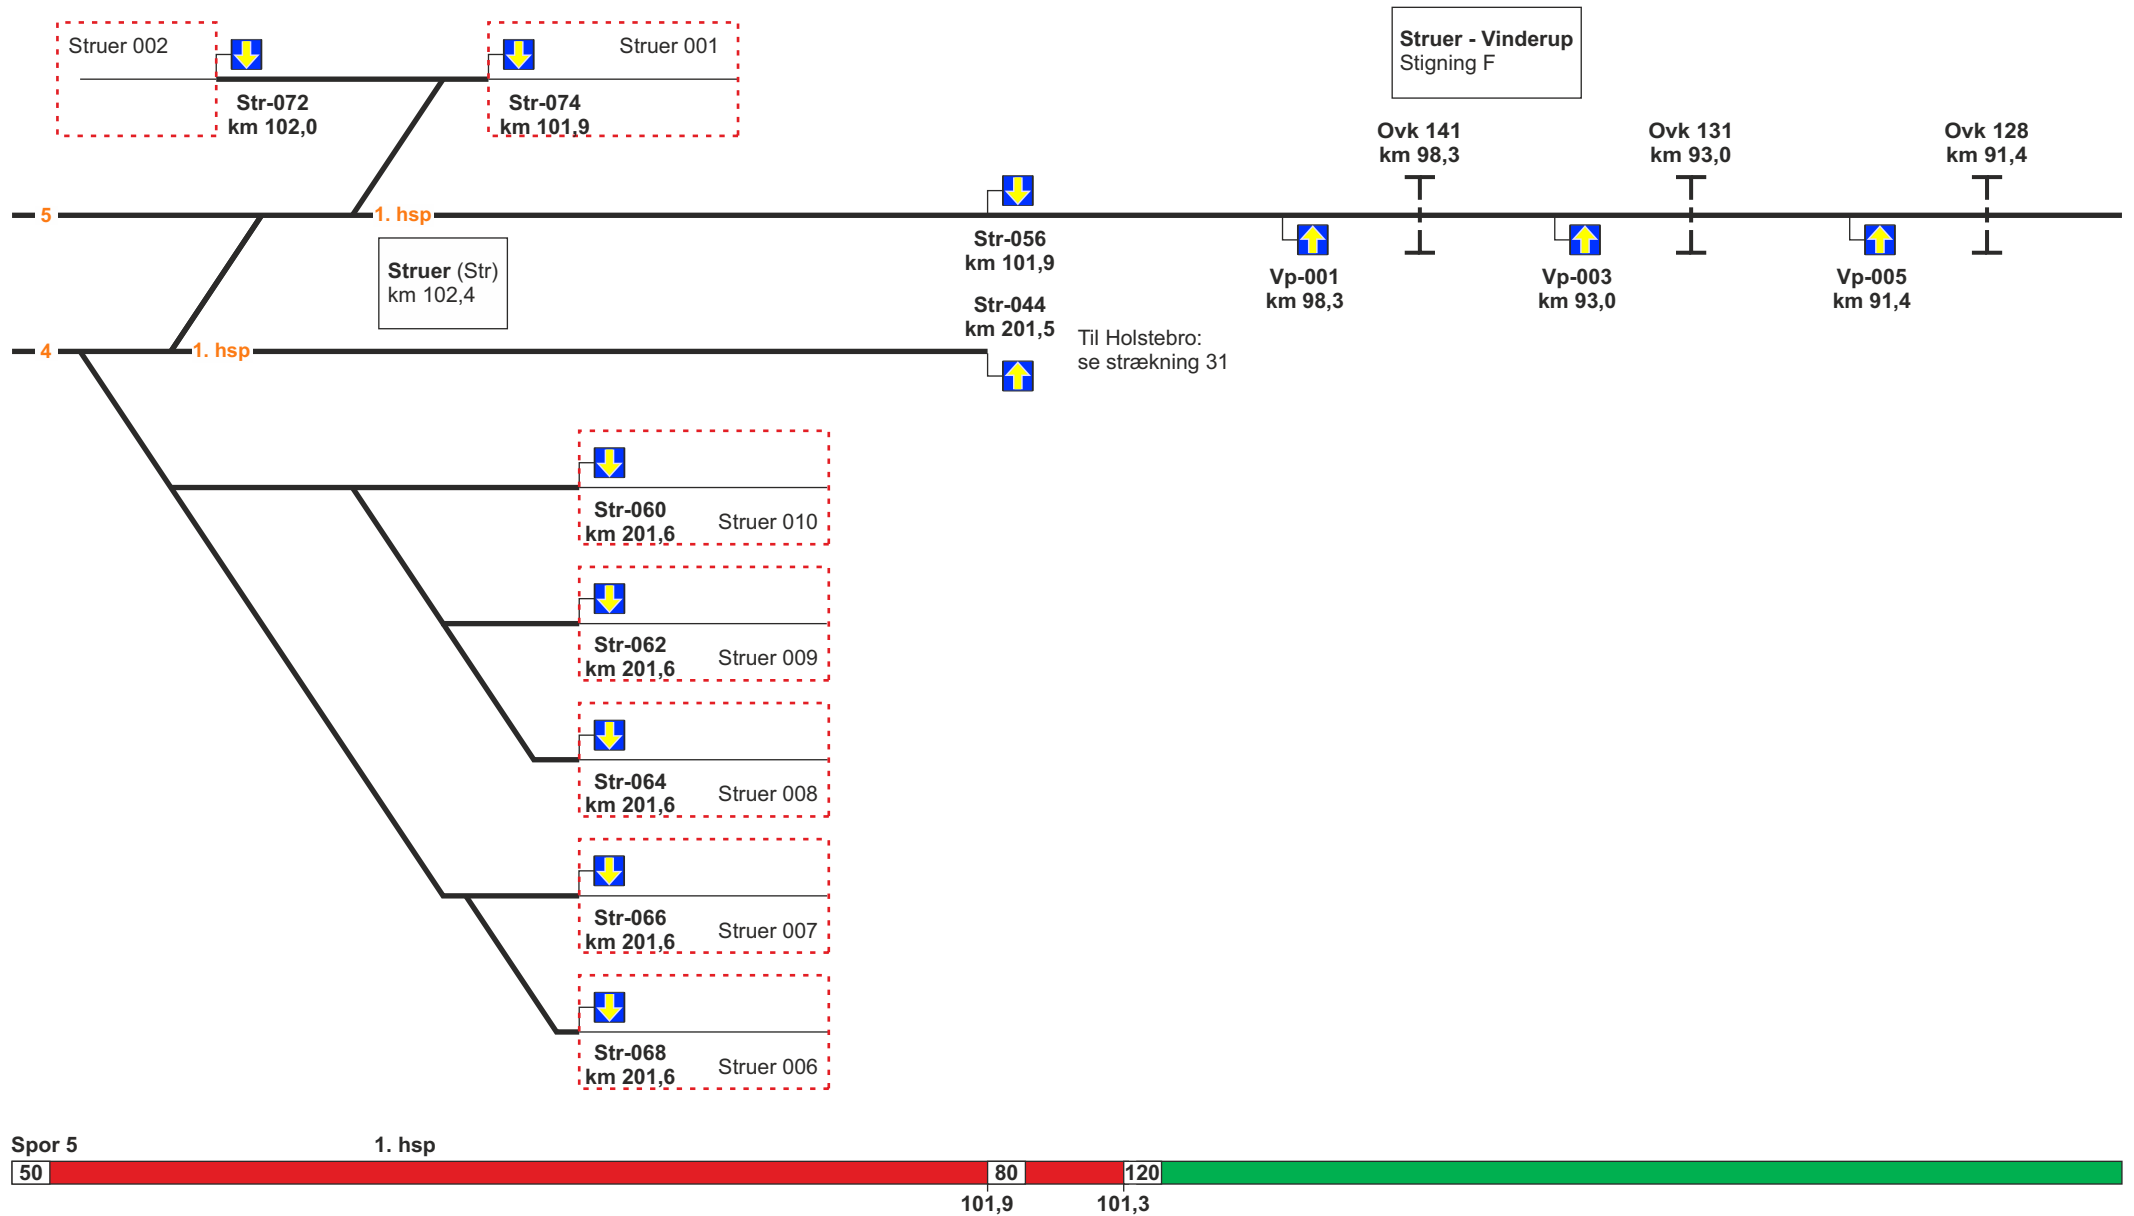 Struer 002
Str-072
km 102,0
Struer 001
Str-074
km 101,9
Struer - Vinderup
Stigning F
Ovk 141
km 98,3
Ovk 131
km 93,0
Ovk 128
km 91,4
5
1. hsp
Struer (Str)
km 102,4
Str-056
km 101,9
Vp-001
km 98,3
Vp-003
km 93,0
Vp-005
km 91,4
Str-044
km 201,5
Til Holstebro:
se strækning 31
4
1. hsp
Str-060
km 201,6
Struer 010
Str-062
km 201,6
Struer 009
Str-064
km 201,6
Struer 008
Str-066
km 201,6
Struer 007
Str-068
km 201,6
Struer 006
Spor 5
1. hsp
50
80
120
101,9
101,3